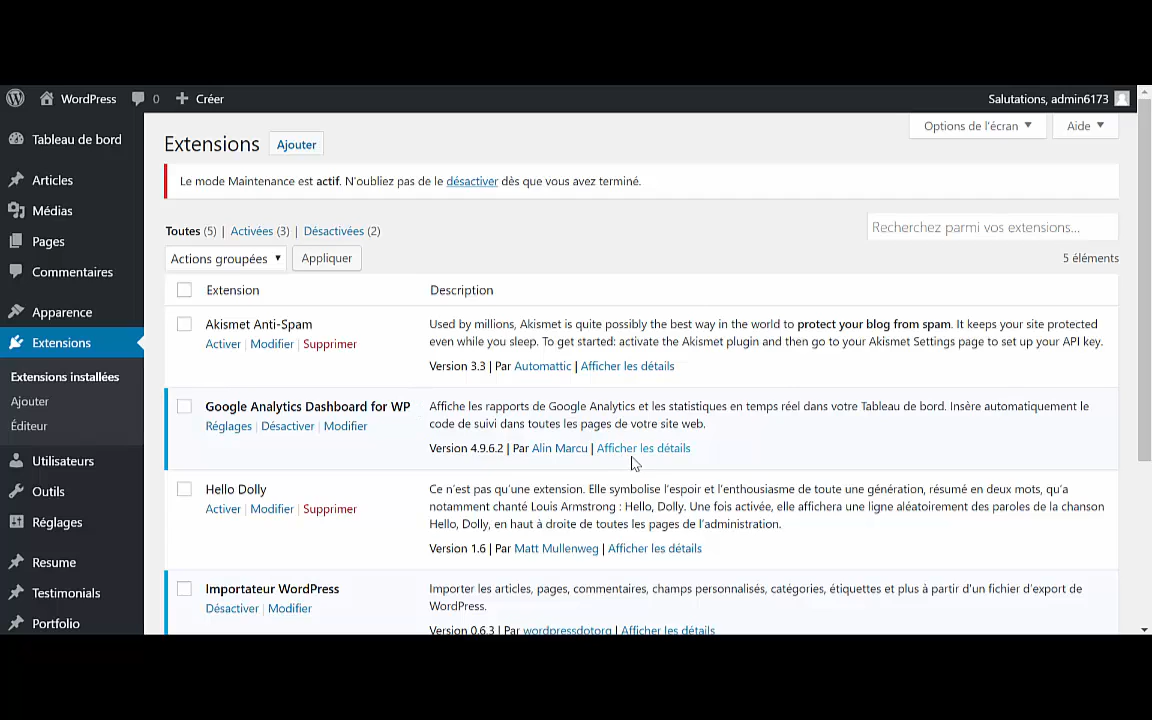 WordPress 0 Créer Salutations, admin6173
Tableau de bord
Articles
Médias
Pages
Commentaires
Apparence
Extensions
Extensions installées
Ajouter
Éditeur
Utilisateurs
Outils
Réglages
Resume
Testimonials
Portfolio
Options de l'écran ▼ Aide ▼
Extensions Ajouter
Le mode Maintenance est actif. N'oubliez pas de le désactiver dès que vous avez terminé.
Toutes (5) | Activées (3) | Désactivées (2)
Recherchez parmi vos extensions...
Actions groupées ▼ Appliquer 5 éléments
Extension Description
Akismet Anti-Spam
Activer | Modifier | Supprimer
Used by millions, Akismet is quite possibly the best way in the world to protect your blog from spam. It keeps your site protected
even while you sleep. To get started: activate the Akismet plugin and then go to your Akismet Settings page to set up your API key.
Version 3.3 | Par Automattic | Afficher les détails
Google Analytics Dashboard for WP
Réglages | Désactiver | Modifier
Affiche les rapports de Google Analytics et les statistiques en temps réel dans votre Tableau de bord. Insère automatiquement le
code de suivi dans toutes les pages de votre site web.
Version 4.9.6.2 | Par Alin Marcu | Afficher les détails
Hello Dolly
Activer | Modifier | Supprimer
Ce n'est pas qu'une extension. Elle symbolise l'espoir et l'enthousiasme de toute une génération, résumé en deux mots, qu'a
notamment chanté Louis Armstrong : Hello, Dolly. Une fois activée, elle affichera une ligne aléatoirement des paroles de la chanson
Hello, Dolly, en haut à droite de toutes les pages de l'administration.
Version 1.6 | Par Matt Mullenweg | Afficher les détails
Importateur WordPress
Désactiver | Modifier
Importer les articles, pages, commentaires, champs personnalisés, catégories, étiquettes et plus à partir d'un fichier d'export de
WordPress.
Version 0.6.3 | Par wordpressdotorg | Afficher les détails